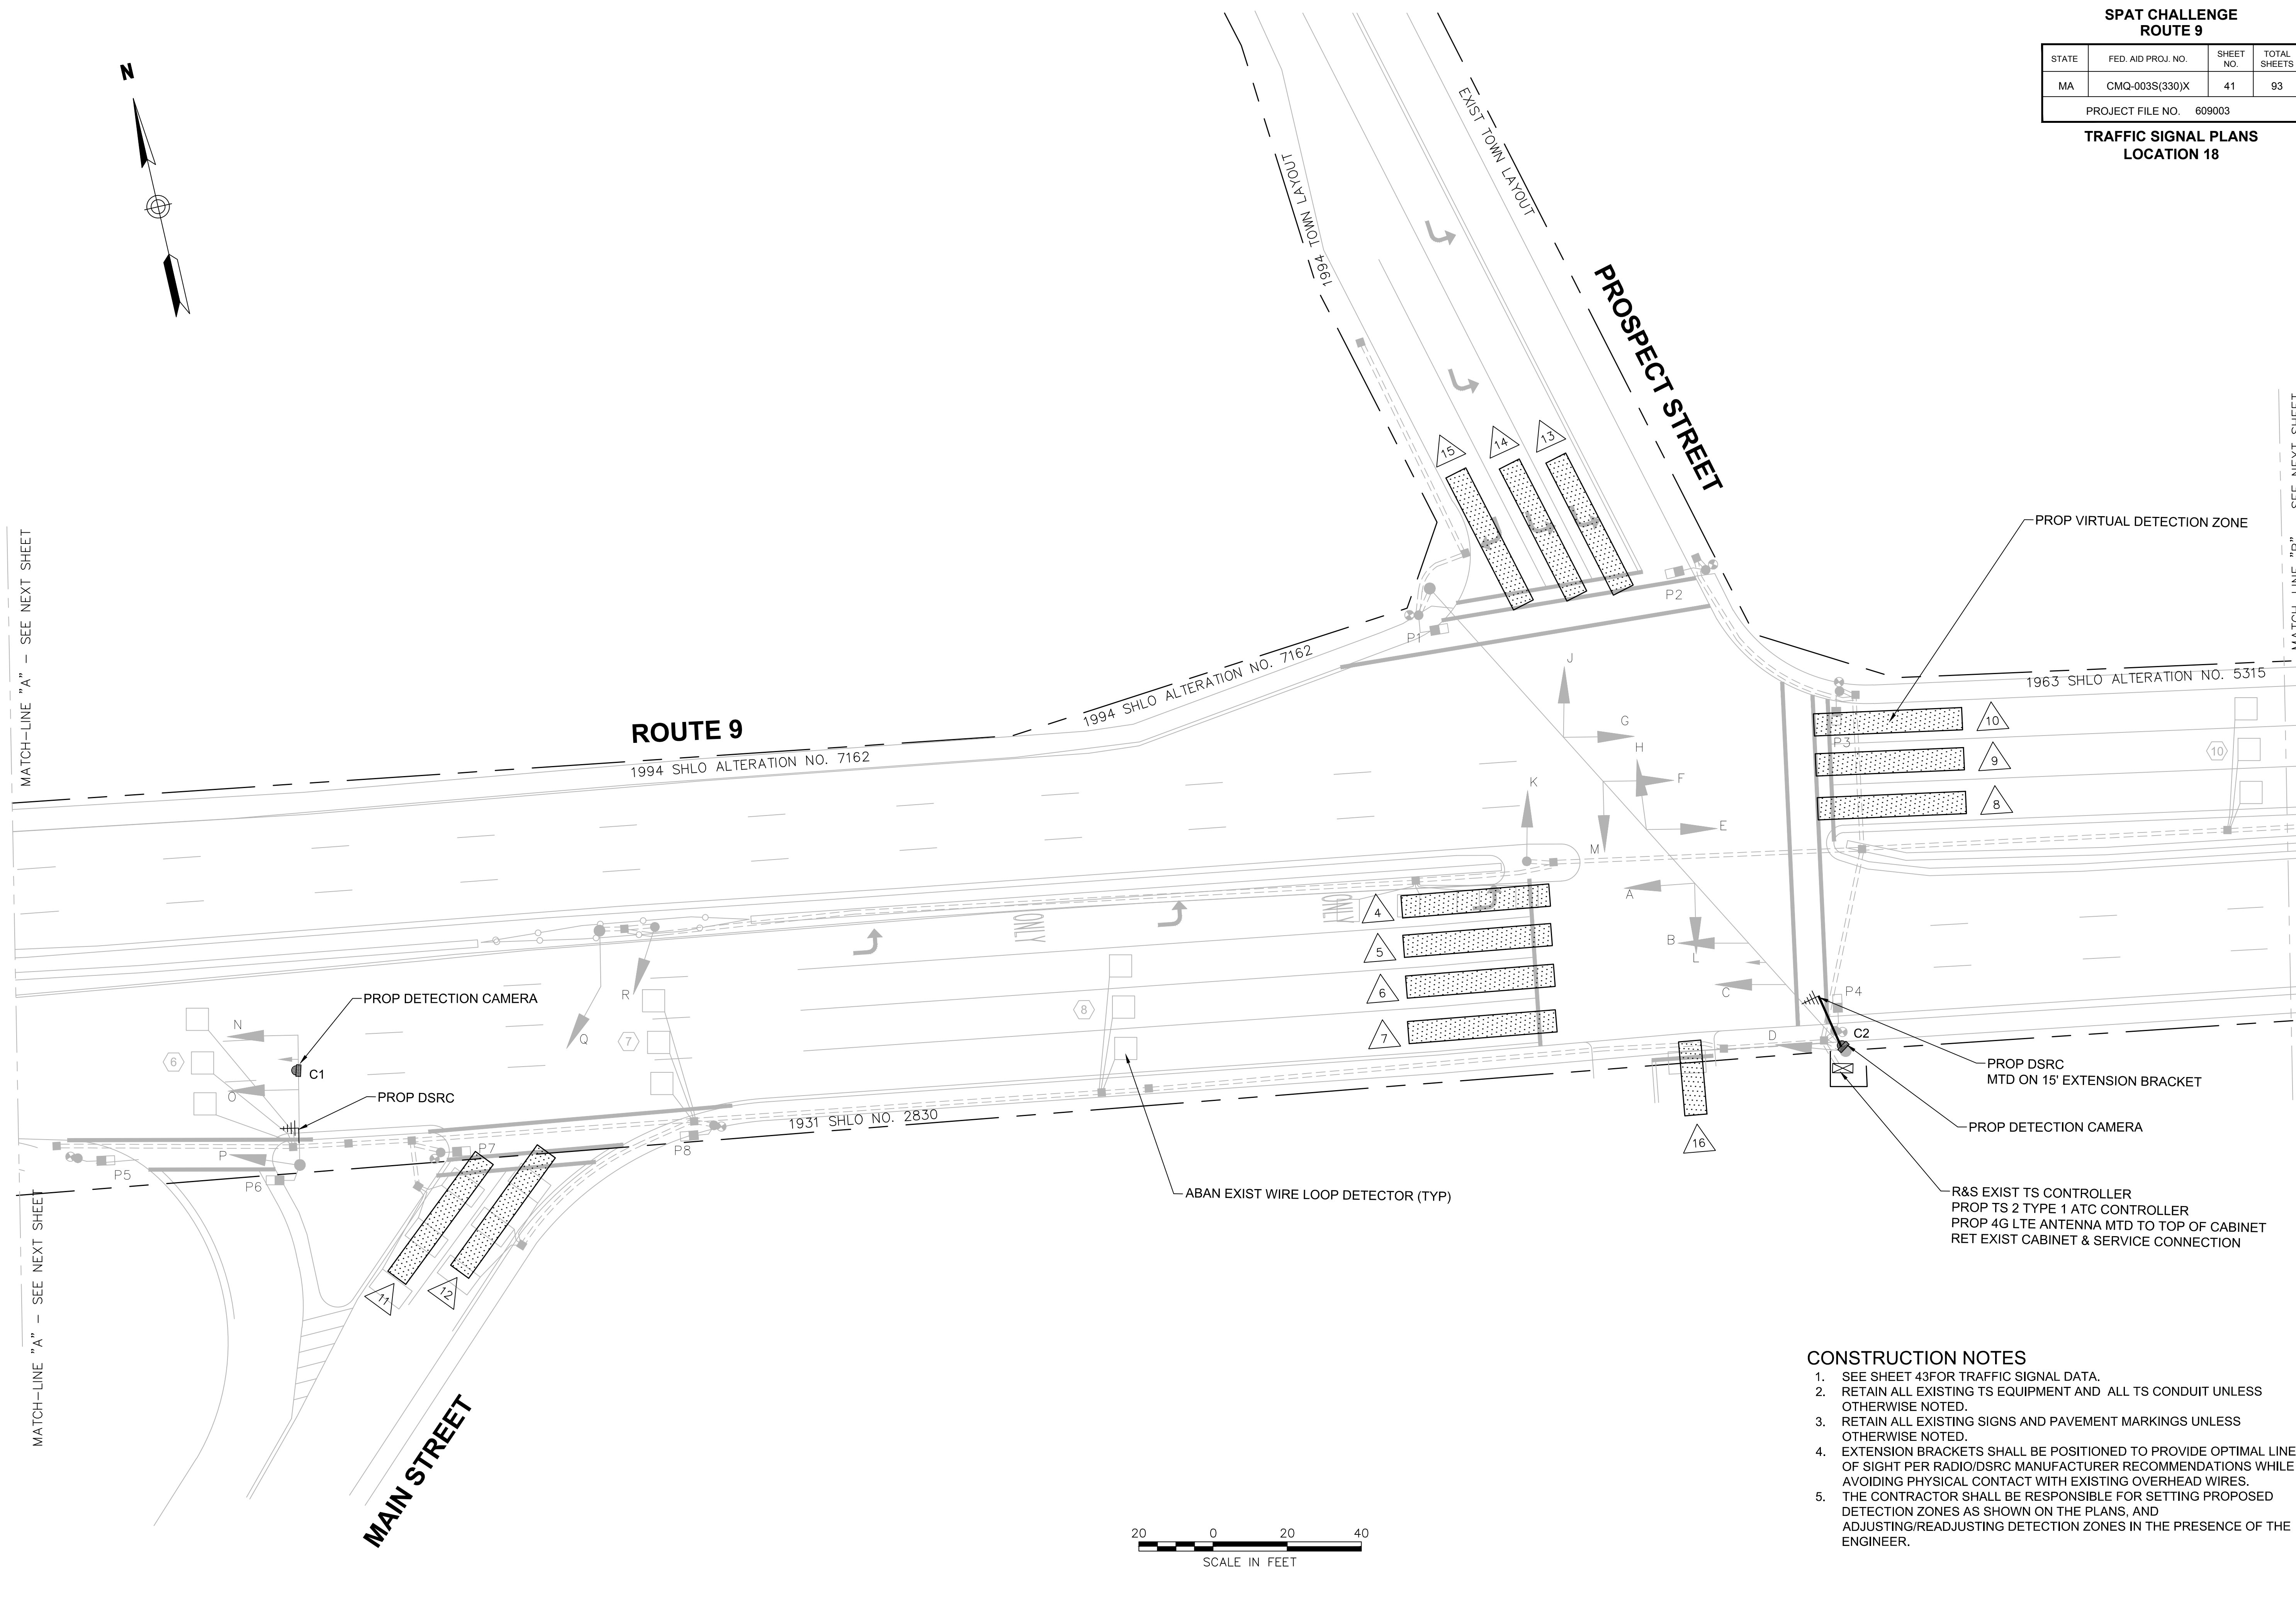 SPAT CHALLENGE
ROUTE 9
STATE FED. AID PROJ. NO. SHEET NO. TOTAL SHEETS
MA CMQ-003S(330)X 41 93
PROJECT FILE NO. 609003
TRAFFIC SIGNAL PLANS
LOCATION 18
N
EXIST TOWN LAYOUT
1994 TOWN LAYOUT
PROSPECT STREET
15
14
13
P1
P2
PROP VIRTUAL DETECTION ZONE
MATCH-LINE "A" - SEE NEXT SHEET
MATCH-LINE "B" SEE NEXT SHEET
ROUTE 9
1994 SHLO ALTERATION NO. 7162
1994 SHLO ALTERATION NO. 7162
1963 SHLO ALTERATION NO. 5315
J
G
H
F
E
K
M
A
B
L
C
D
10
9
8
P3
10
ONLY
ONLY
4
5
6
7
8
7
6
N
O
P
Q
R
PROP DETECTION CAMERA
C1
PROP DSRC
P4
C2
PROP DSRC
MTD ON 15' EXTENSION BRACKET
PROP DETECTION CAMERA
1931 SHLO NO. 2830
P5
P6
P7
P8
16
11
12
ABAN EXIST WIRE LOOP DETECTOR (TYP)
R&S EXIST TS CONTROLLER
PROP TS 2 TYPE 1 ATC CONTROLLER
PROP 4G LTE ANTENNA MTD TO TOP OF CABINET
RET EXIST CABINET & SERVICE CONNECTION
MATCH-LINE "A" - SEE NEXT SHEET
MAIN STREET
CONSTRUCTION NOTES
1. SEE SHEET 43FOR TRAFFIC SIGNAL DATA.
2. RETAIN ALL EXISTING TS EQUIPMENT AND ALL TS CONDUIT UNLESS
OTHERWISE NOTED.
3. RETAIN ALL EXISTING SIGNS AND PAVEMENT MARKINGS UNLESS
OTHERWISE NOTED.
4. EXTENSION BRACKETS SHALL BE POSITIONED TO PROVIDE OPTIMAL LINE
OF SIGHT PER RADIO/DSRC MANUFACTURER RECOMMENDATIONS WHILE
AVOIDING PHYSICAL CONTACT WITH EXISTING OVERHEAD WIRES.
5. THE CONTRACTOR SHALL BE RESPONSIBLE FOR SETTING PROPOSED
DETECTION ZONES AS SHOWN ON THE PLANS, AND
ADJUSTING/READJUSTING DETECTION ZONES IN THE PRESENCE OF THE
ENGINEER.
20 0 20 40
SCALE IN FEET